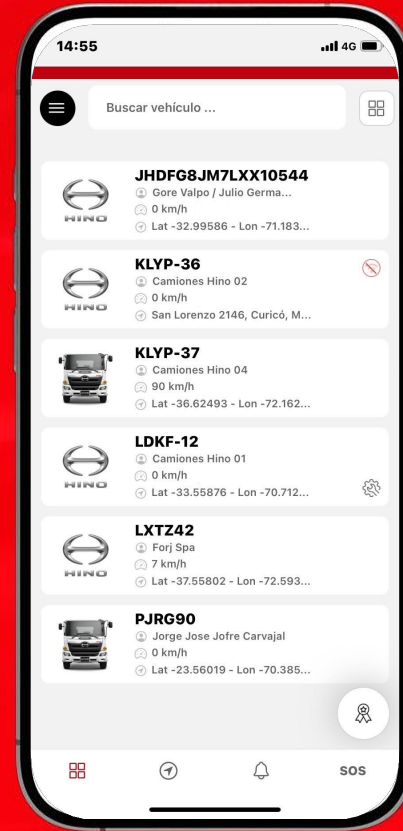 14:55
4G
Buscar vehículo ...
JHDFG8JM7LXX10544
Gore Valpo / Julio Germa...
0 km/h
Lat -32.99586 - Lon -71.183...
HINO
KLYP-36
Camiones Hino 02
0 km/h
San Lorenzo 2146, Curicó, M...
HINO
KLYP-37
Camiones Hino 04
90 km/h
Lat -36.62493 - Lon -72.162...
LDKF-12
Camiones Hino 01
0 km/h
Lat -33.55876 - Lon -70.712...
HINO
LXTZ42
Forj Spa
7 km/h
Lat -37.55802 - Lon -72.593...
HINO
PJRG90
Jorge Jose Jofre Carvajal
0 km/h
Lat -23.56019 - Lon -70.385...
SOS